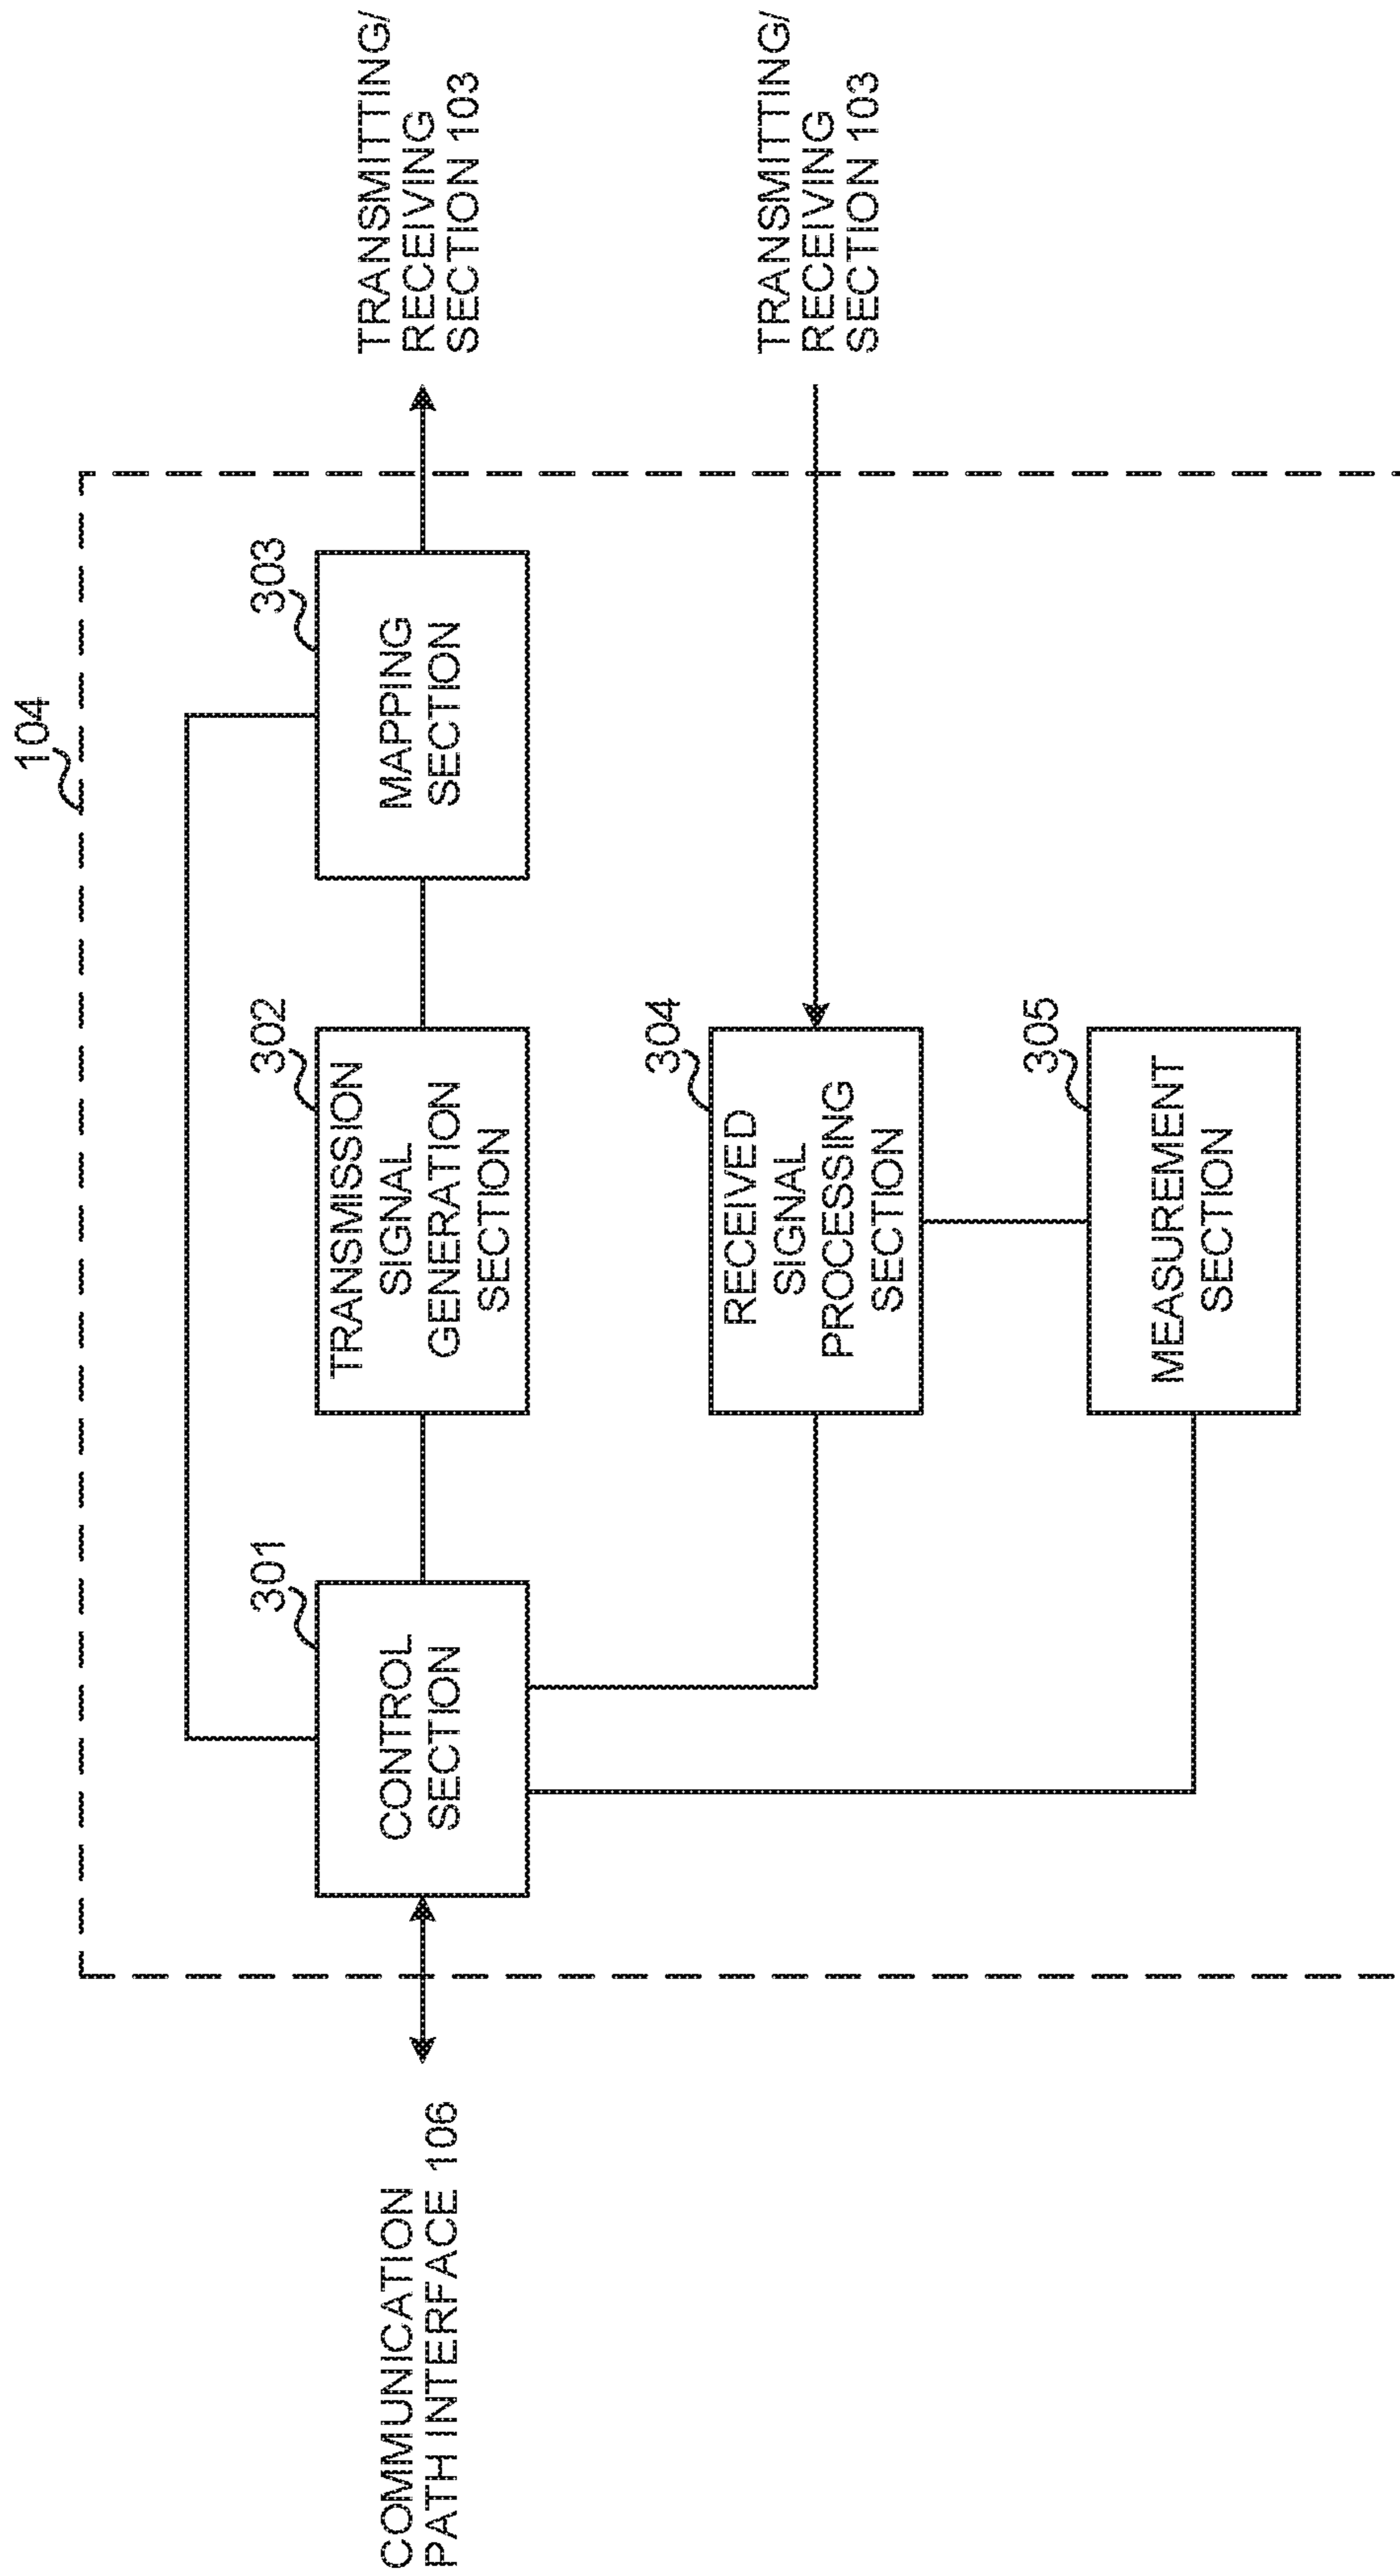 104
COMMUNICATION
PATH INTERFACE 106
301
CONTROL
SECTION
302
TRANSMISSION
SIGNAL
GENERATION
SECTION
303
MAPPING
SECTION
TRANSMITTING/
RECEIVING
SECTION 103
304
RECEIVED
SIGNAL
PROCESSING
SECTION
TRANSMITTING/
RECEIVING
SECTION 103
305
MEASUREMENT
SECTION